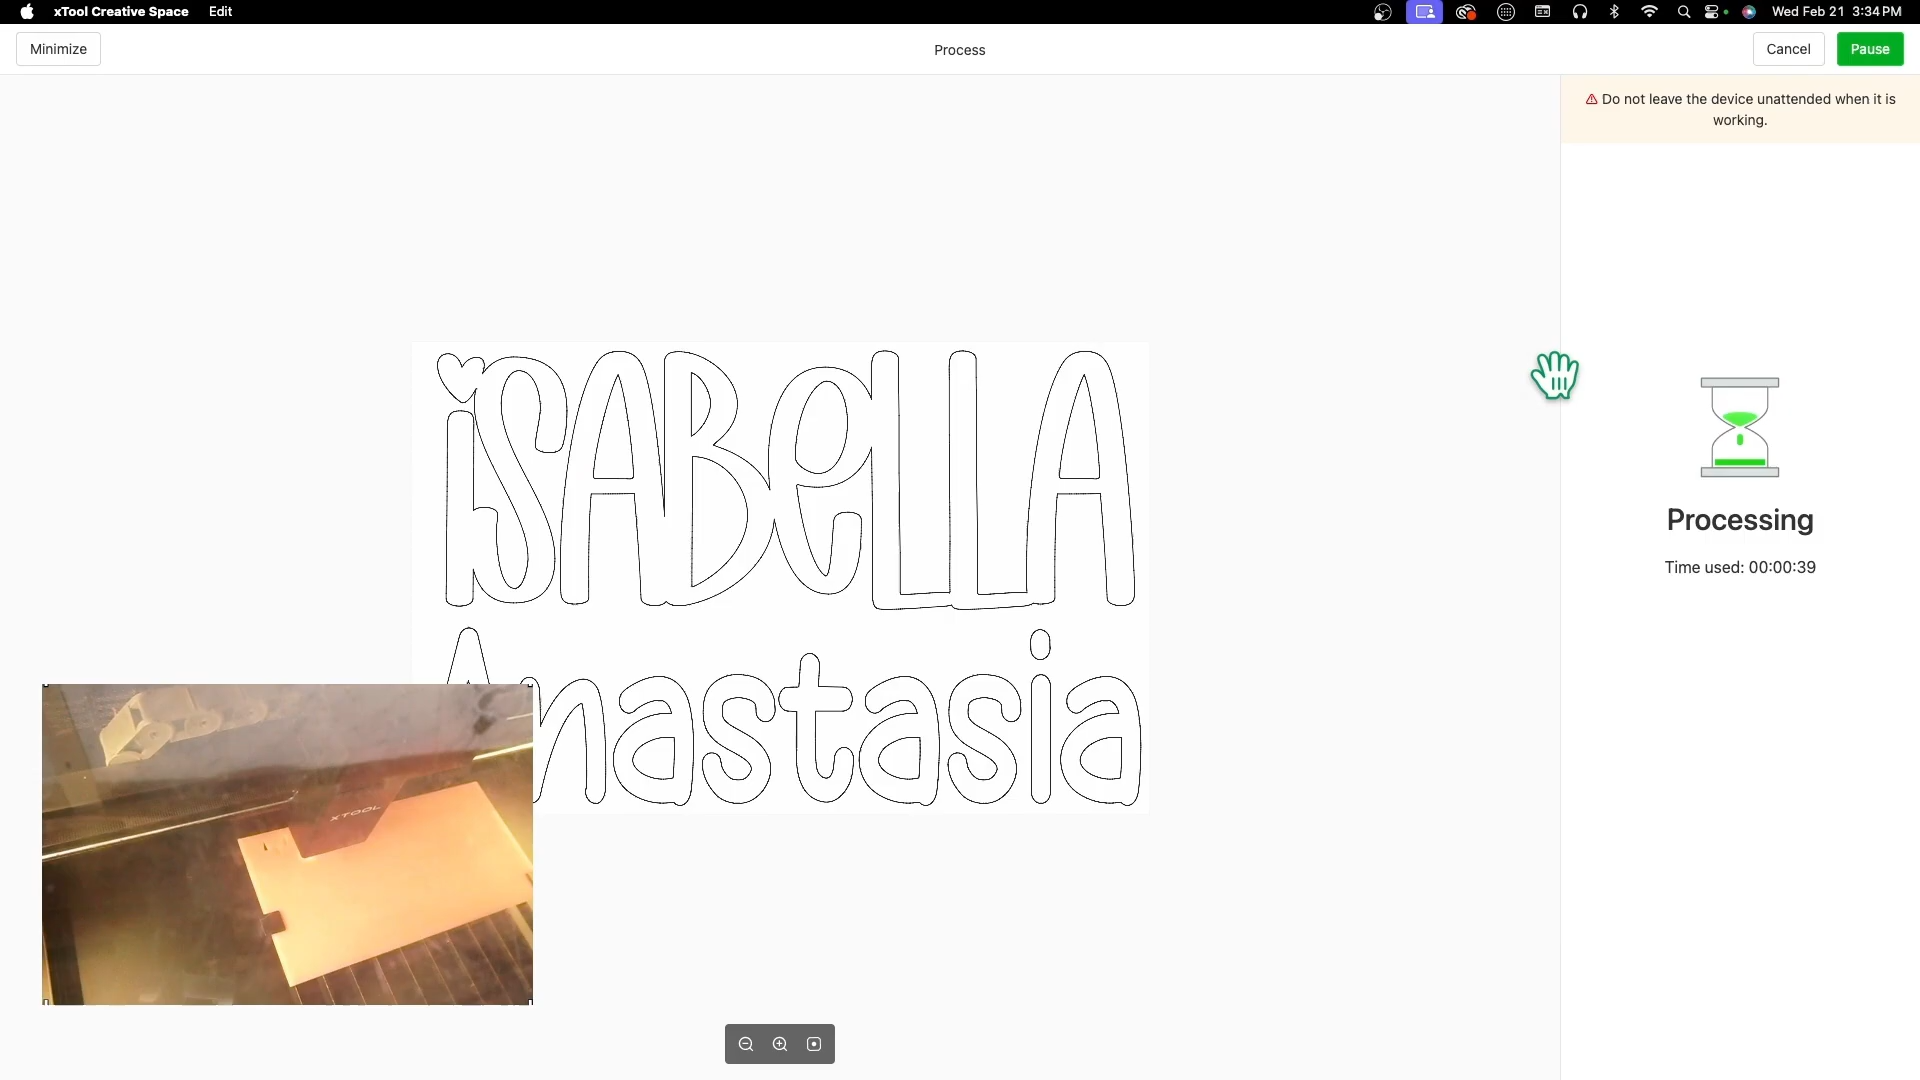 xTool Creative Space Edit Wed Feb 21 3:34 PM
Minimize Process Cancel Pause
Do not leave the device unattended when it is
working.
iSABeLLA
Anastasia
XTOOL
Processing
Time used: 00:00:39